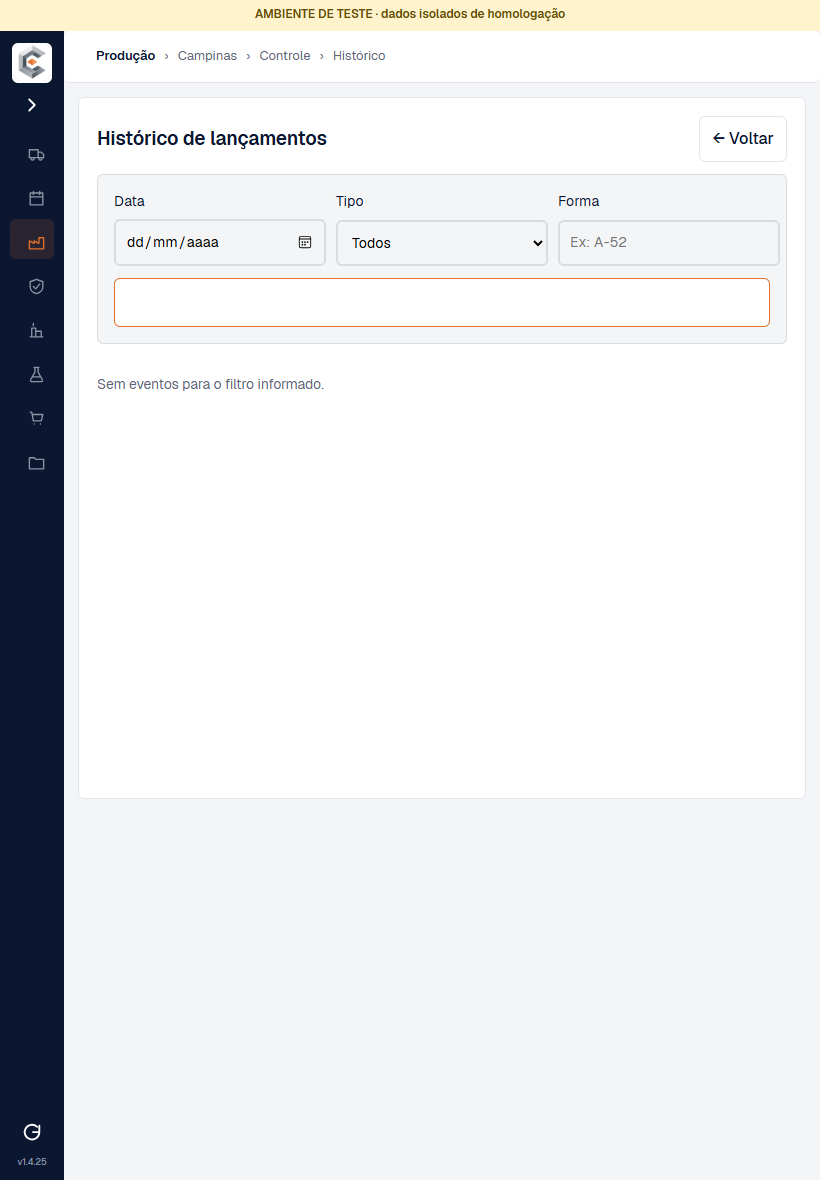 AMBIENTE DE TESTE · dados isolados de homologação
Produção › Campinas › Controle › Histórico
Histórico de lançamentos
← Voltar
Data
Tipo
Forma
dd/mm/aaaa
Todos
Ex: A-52
Sem eventos para o filtro informado.
v1.4.25